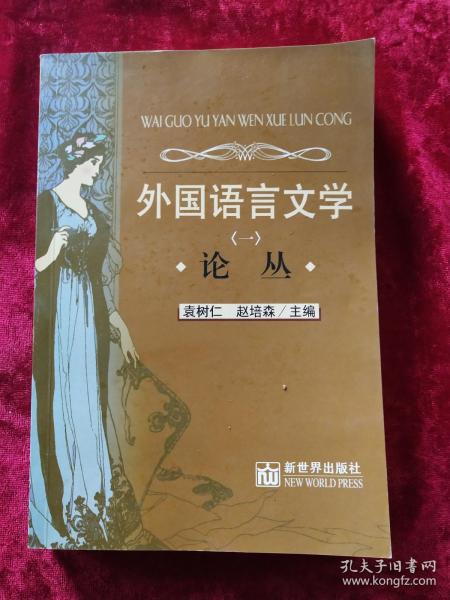 WAI GUO YU YAN WEN XUE LUN CONG
外国语言文学
〈一〉
论 丛
袁树仁 赵培森/主编
新世界出版社
NEW WORLD PRESS
孔夫子旧书网
www.kongfz.com